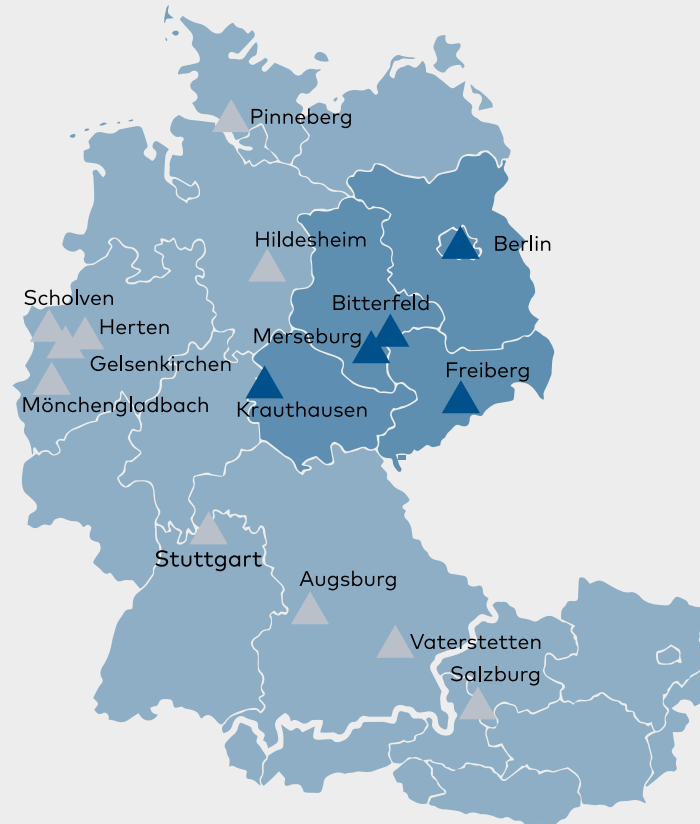 Pinneberg
Hildesheim
Berlin
Scholven
Bitterfeld
Herten
Merseburg
Gelsenkirchen
Freiberg
Mönchengladbach
Krauthausen
Stuttgart
Augsburg
Vaterstetten
Salzburg